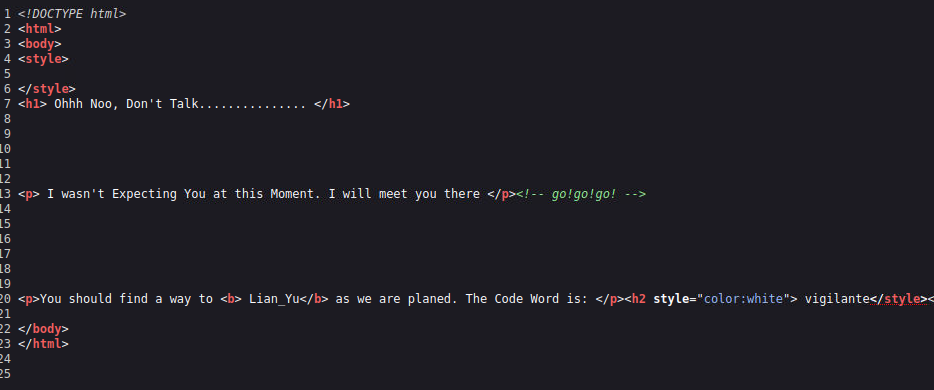 1 <!DOCTYPE html>
2 <html>
3 <body>
4 <style>
5
6 </style>
7 <h1> Ohhh Noo, Don't Talk............... </h1>
8
9
10
11
12
13 <p> I wasn't Expecting You at this Moment. I will meet you there </p><!-- go!go!go! -->
14
15
16
17
18
19
20 <p>You should find a way to <b> Lian_Yu</b> as we are planed. The Code Word is: </p><h2 style="color:white"> vigilante</style><
21
22 </body>
23 </html>
24
25